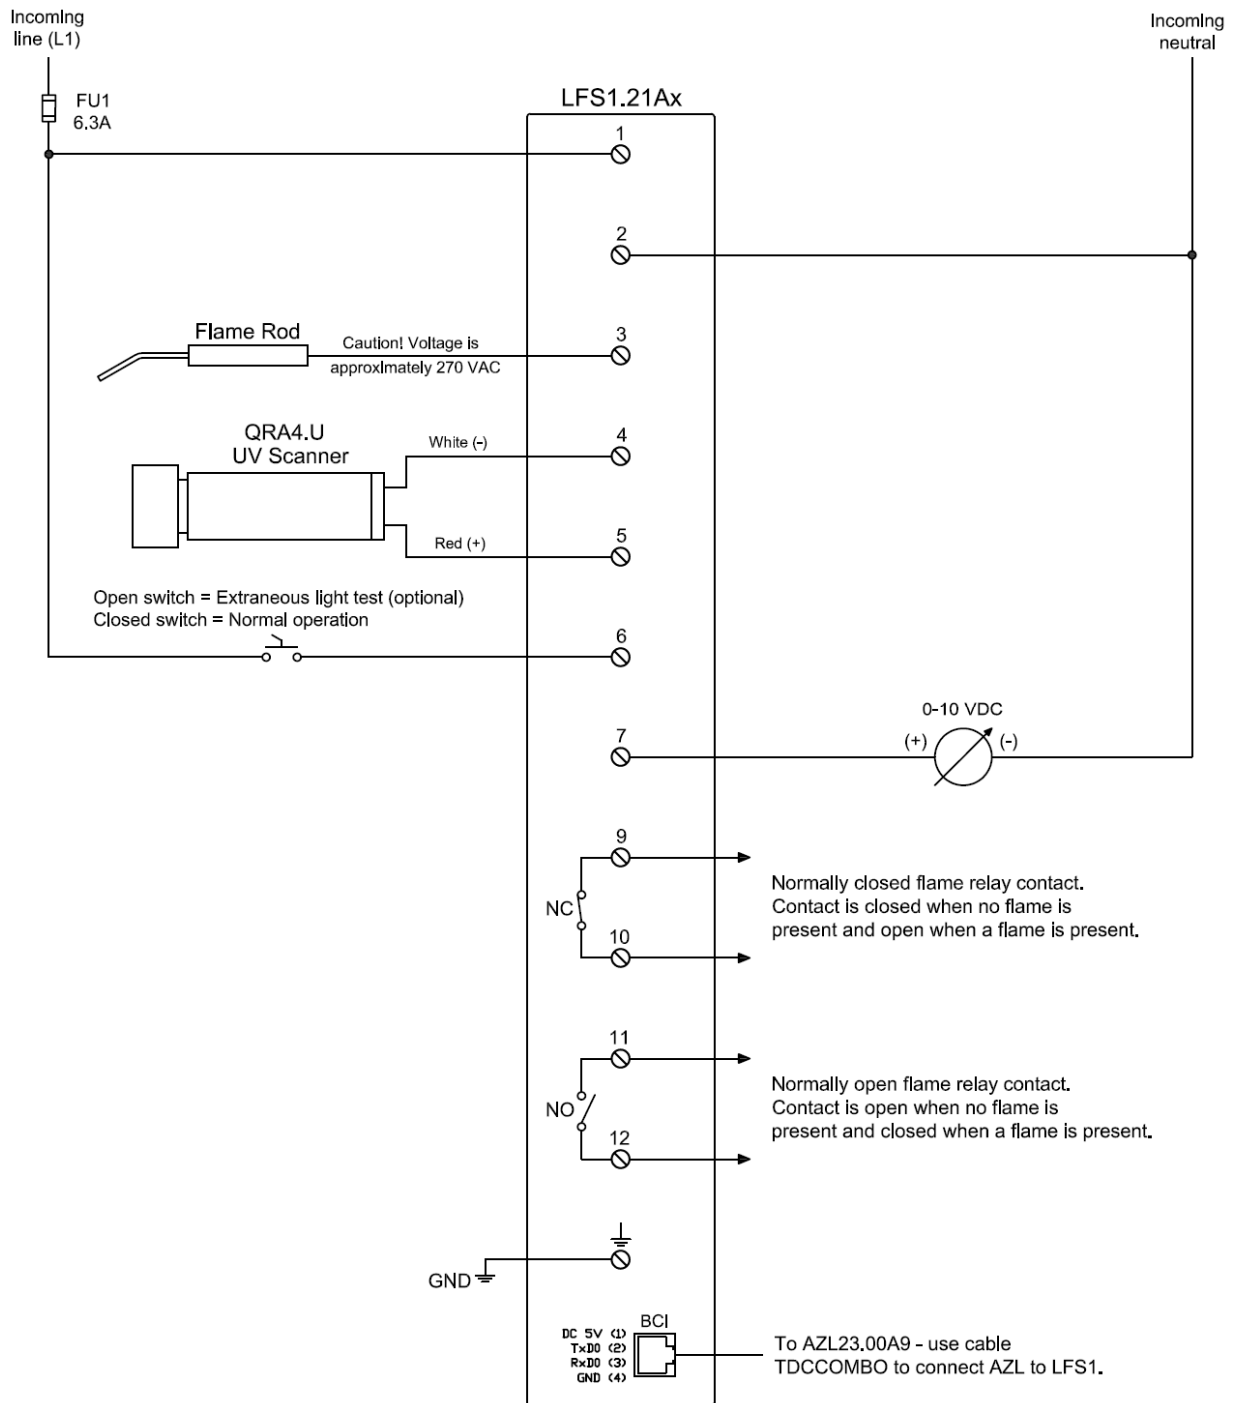 Incoming
line (L1)
Incoming
neutral
FU1
6.3A
LFS1.21Ax
1
2
3
Flame Rod
Caution! Voltage is
approximately 270 VAC
QRA4.U
UV Scanner
White (-)
4
Red (+)
5
Open switch = Extraneous light test (optional)
Closed switch = Normal operation
6
7
0-10 VDC
(+)
(-)
9
NC
10
Normally closed flame relay contact.
Contact is closed when no flame is
present and open when a flame is present.
11
NO
12
Normally open flame relay contact.
Contact is open when no flame is
present and closed when a flame is present.
GND
BCI
DC 5V (1)
TxD0 (2)
RxD0 (3)
GND (4)
To AZL23.00A9 - use cable
TDCCOMBO to connect AZL to LFS1.